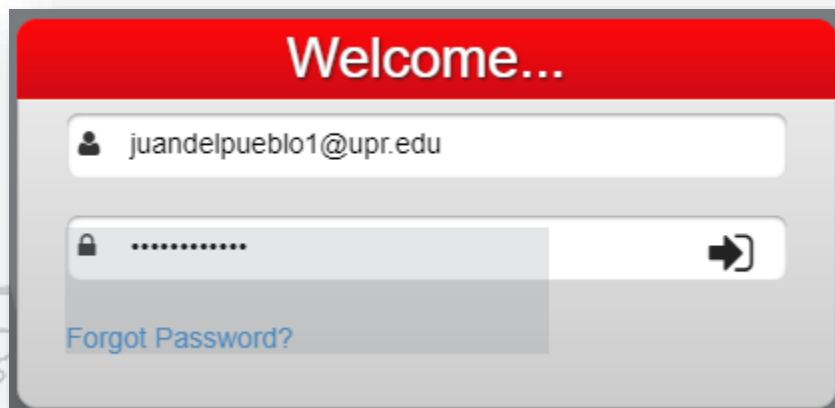 Welcome...
juandelpueblo1@upr.edu
••••••••••••
Forgot Password?